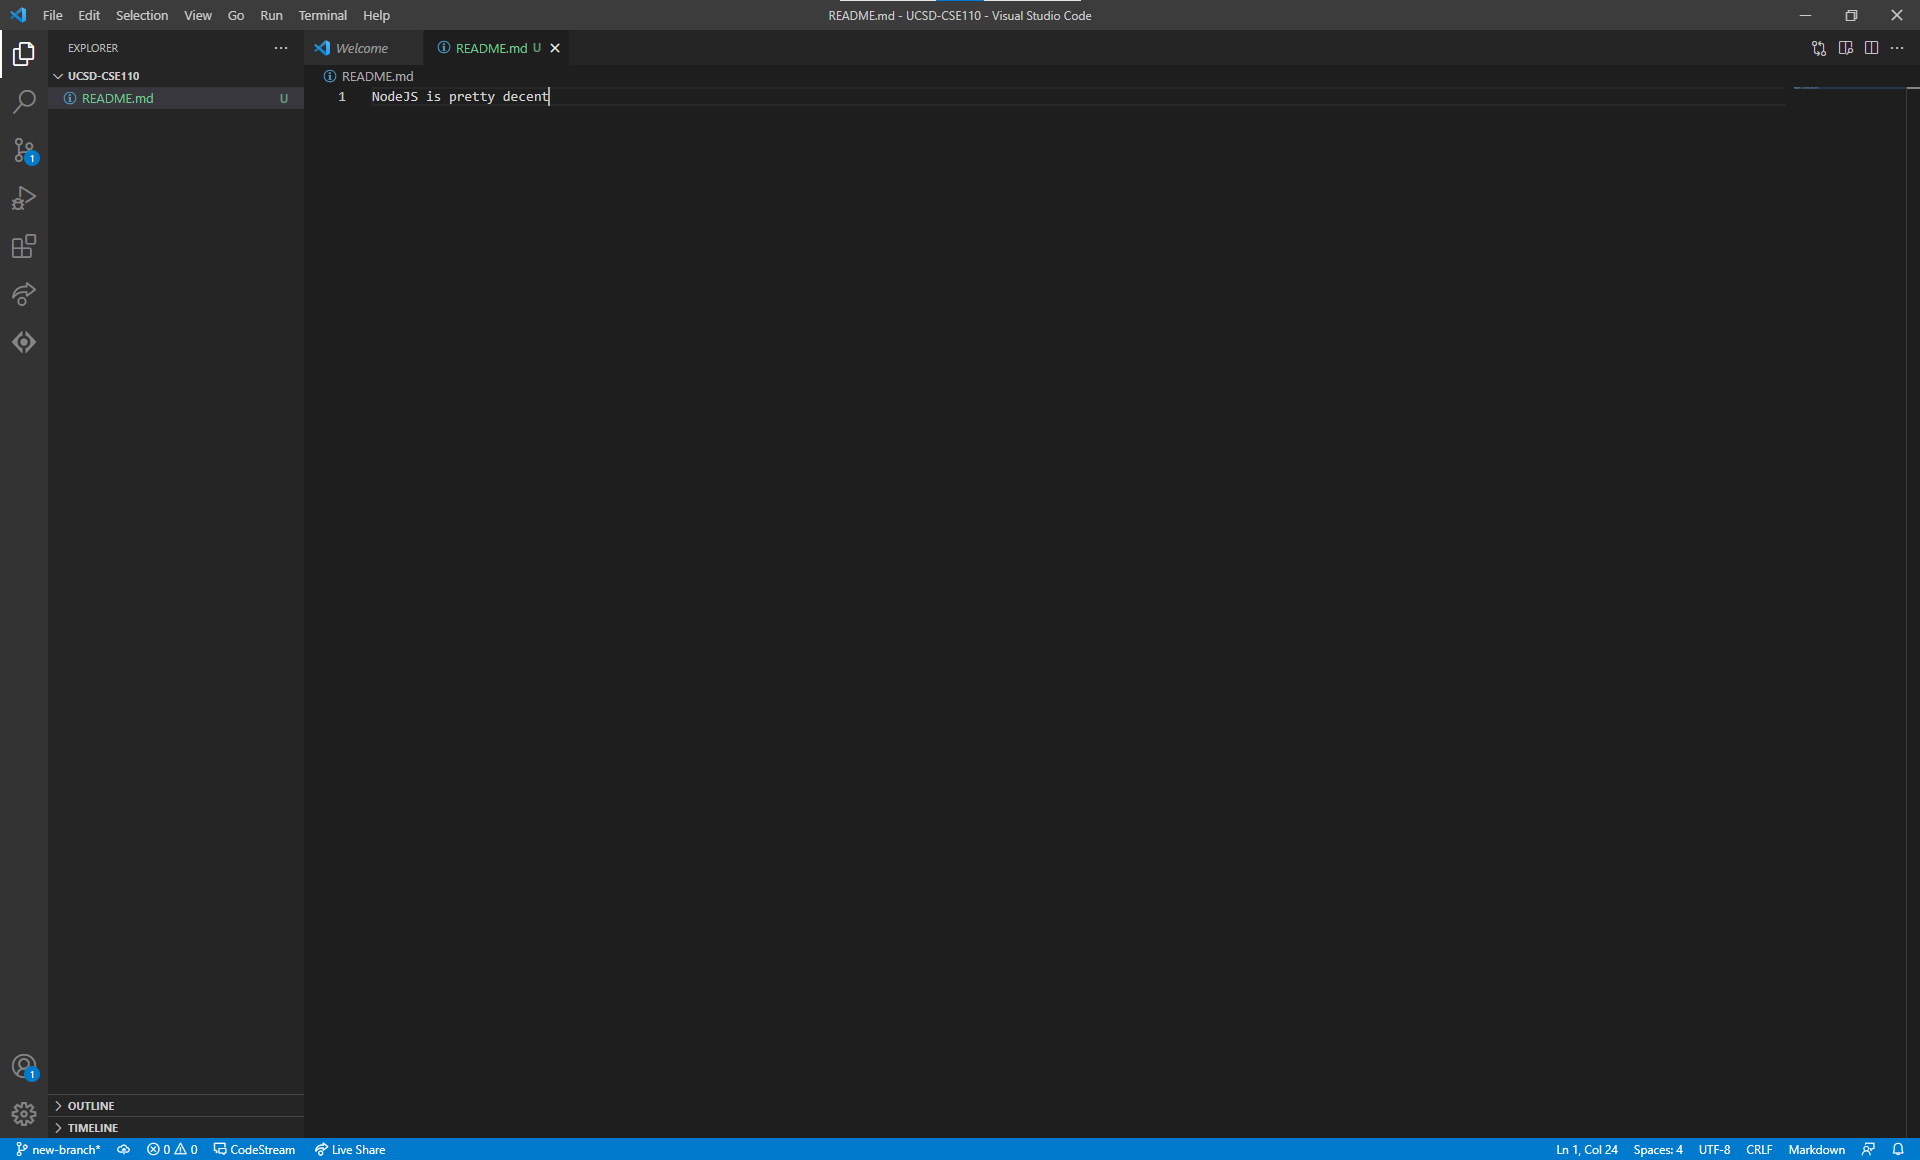 File Edit Selection View Go Run Terminal Help
README.md - UCSD-CSE110 - Visual Studio Code
EXPLORER
Welcome
README.md U
UCSD-CSE110
README.md
README.md U
1 NodeJS is pretty decent
1
1
OUTLINE
TIMELINE
new-branch* 0 0 CodeStream Live Share
Ln 1, Col 24 Spaces: 4 UTF-8 CRLF Markdown